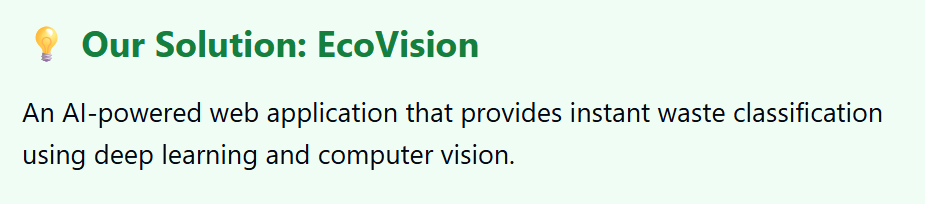 💡 Our Solution: EcoVision
An AI-powered web application that provides instant waste classification
using deep learning and computer vision.